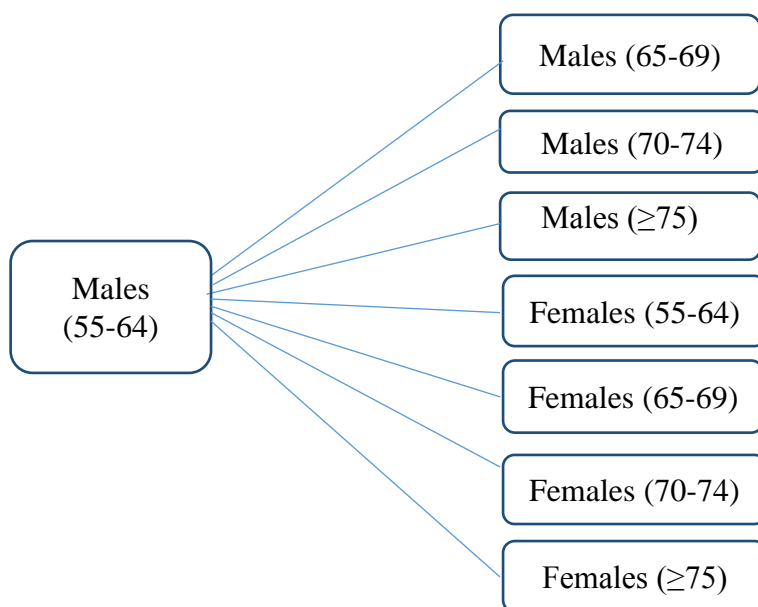 Males (65-69)
Males (70-74)
Males (≥75)
Males
(55-64)
Females (55-64)
Females (65-69)
Females (70-74)
Females (≥75)